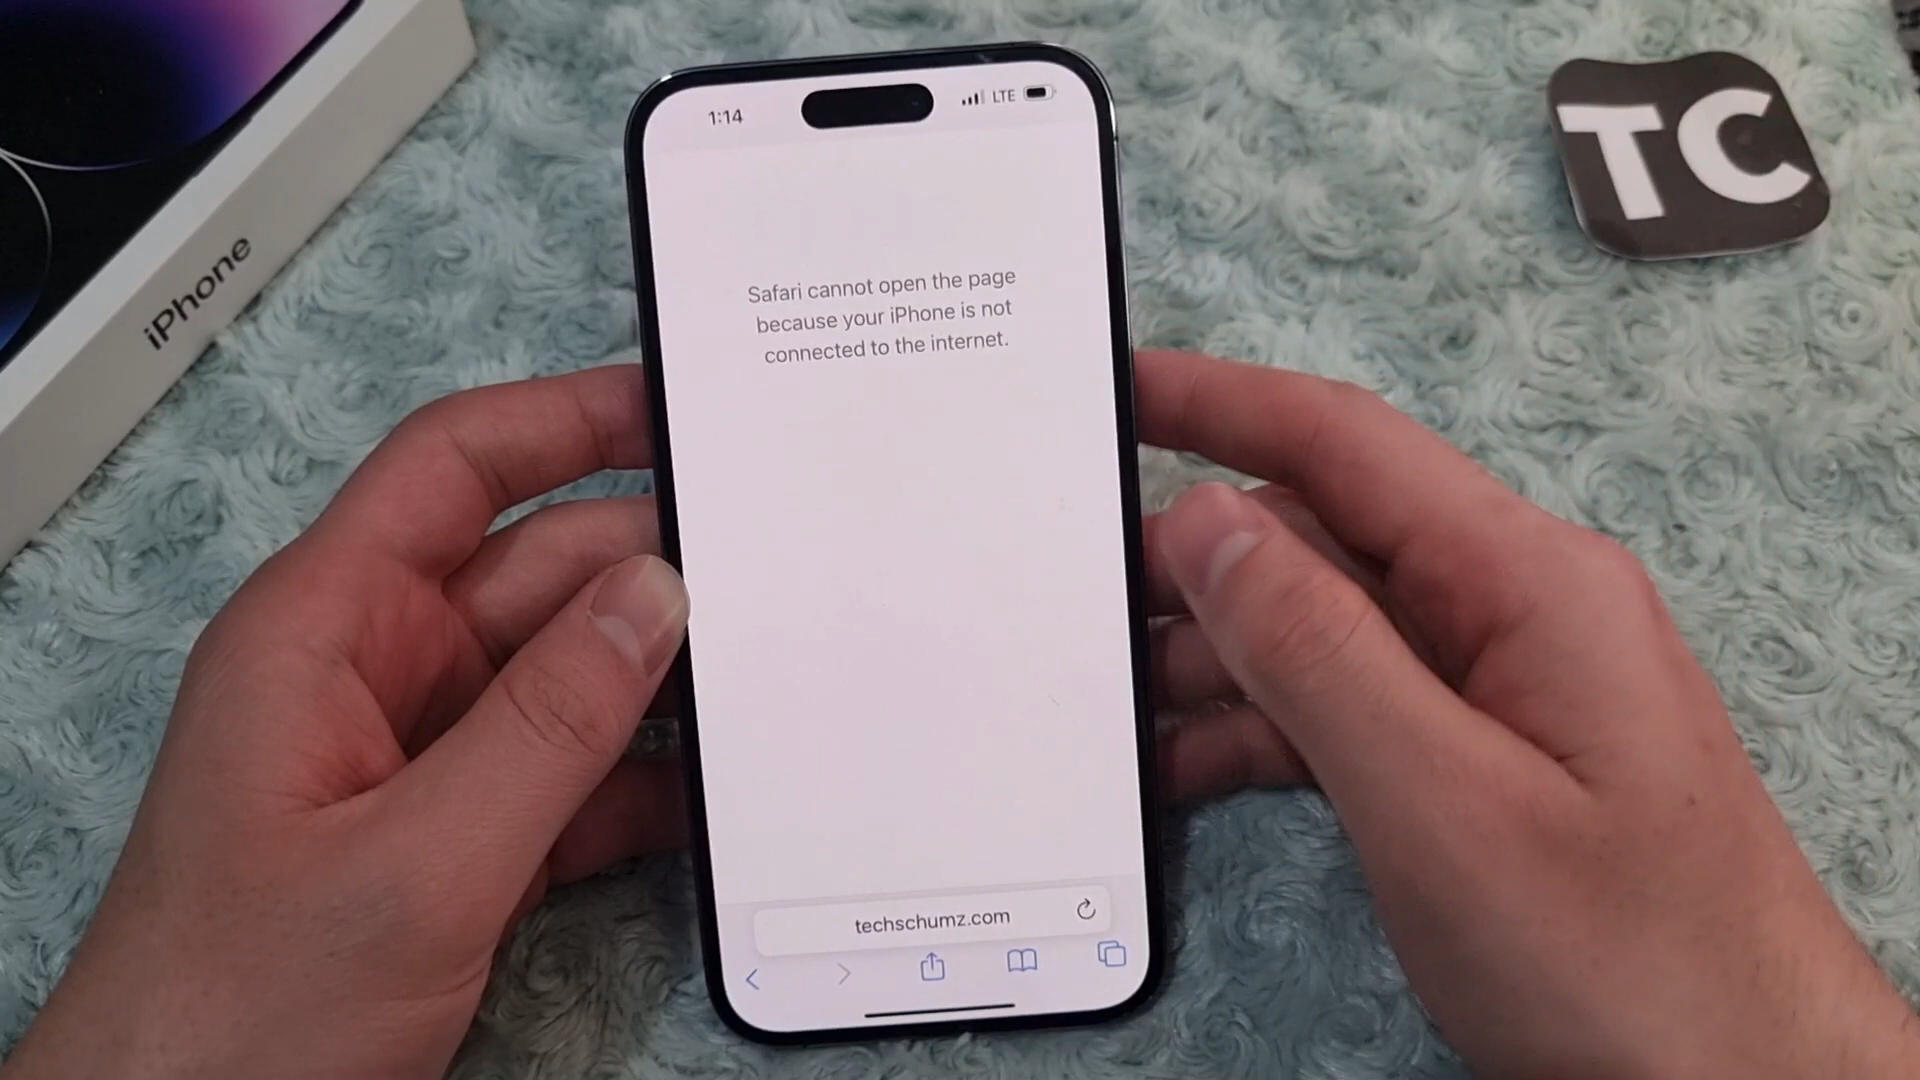 iPhone
TC
1:14
LTE
Safari cannot open the page
because your iPhone is not
connected to the internet.
techschumz.com